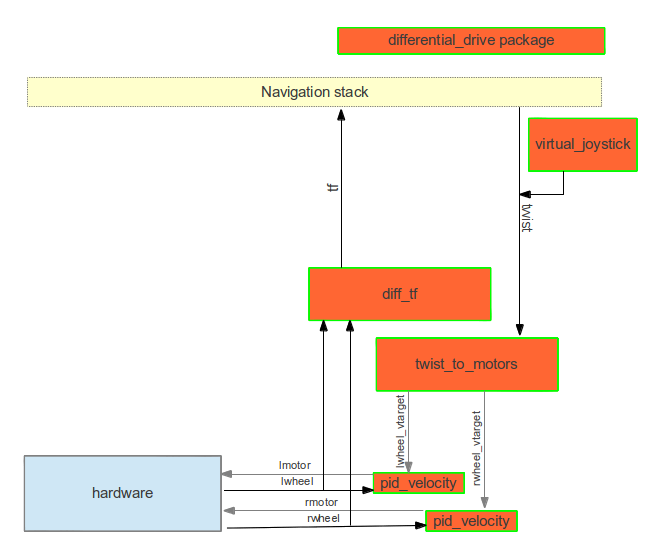 differential_drive package
Navigation stack
virtual_joystick
tf
twist
diff_tf
twist_to_motors
lwheel_vtarget
rwheel_vtarget
hardware
lmotor
lwheel
pid_velocity
rmotor
rwheel
pid_velocity